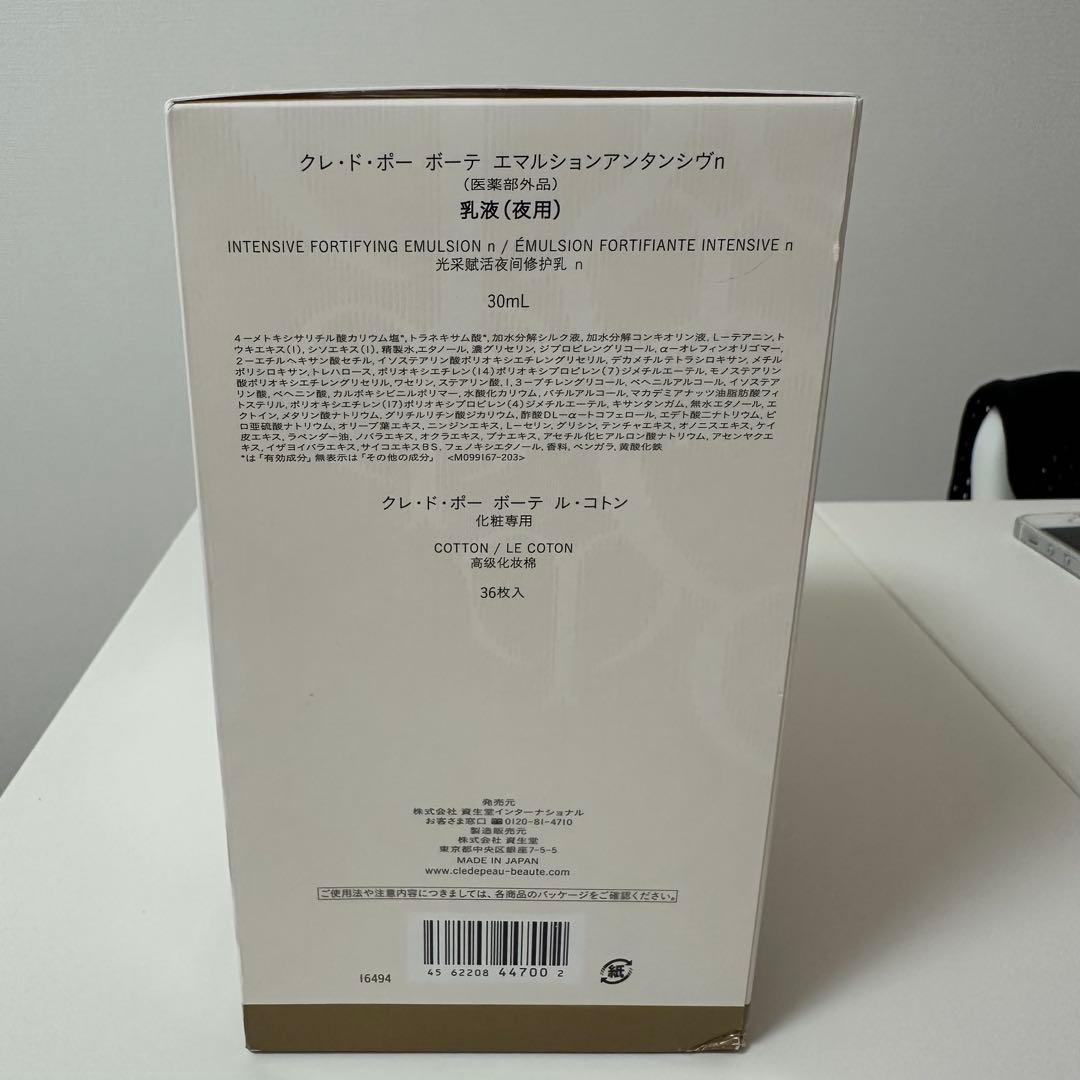 クレ・ド・ポー ボーテ エマルションアンタンシヴn
（医薬部外品）
乳液（夜用）
INTENSIVE FORTIFYING EMULSION n / ÉMULSION FORTIFIANTE INTENSIVE n
光采赋活夜间修护乳 n
30mL
4－メトキシサリチル酸カリウム塩*,トラネキサム酸*,加水分解シルク液,加水分解コンキオリン液,L－テアニン,ト
ウキエキス(1),シソエキス(1),精製水,エタノール,濃グリセリン,ジプロピレングリコール,α－オレフィンオリゴマー,
2－エチルヘキサン酸セチル,イソステアリン酸ポリオキシエチレングリセリル,デカメチルテトラシロキサン,メチル
ポリシロキサン,トレハロース,ポリオキシエチレン(14)ポリオキシプロピレン(7)ジメチルエーテル,モノステアリン
酸ポリオキシエチレングリセリル,ワセリン,ステアリン酸,1,3－ブチレングリコール,ベヘニルアルコール,イソステア
リン酸,ベヘニン酸,カルボキシビニルポリマー,水酸化カリウム,バチルアルコール,マカデミアナッツ油脂肪酸フィ
トステリル,ポリオキシエチレン(17)ポリオキシプロピレン(4)ジメチルエーテル,キサンタンガム,無水エタノール,エ
クトイン,メタリン酸ナトリウム,グリチルリチン酸ジカリウム,酢酸DL－α－トコフェロール,エデト酸二ナトリウム,ピ
ロ亜硫酸ナトリウム,オリーブ葉エキス,ニンジンエキス,L－セリン,グリシン,テンチャエキス,オノニスエキス,ケイ
皮エキス,ラベンダー油,ノバラエキス,オクラエキス,ブナエキス,アセチル化ヒアルロン酸ナトリウム,アセンヤクエ
キス,イザヨイバラエキス,サイコエキスBS,フェノキシエタノール,香料,ベンガラ,黄酸化鉄
*は「有効成分」無表示は「その他の成分」 <M099167-203>
クレ・ド・ポー ボーテ ル・コトン
化粧専用
COTTON / LE COTON
高级化妆棉
36枚入
発売元
株式会社 資生堂インターナショナル
お客さま窓口 0120-81-4710
製造販売元
株式会社 資生堂
東京都中央区銀座7-5-5
MADE IN JAPAN
www.cledepeau-beaute.com
ご使用法や注意内容につきましては、各商品のパッケージをご確認ください。
4562208447002
16494
紙